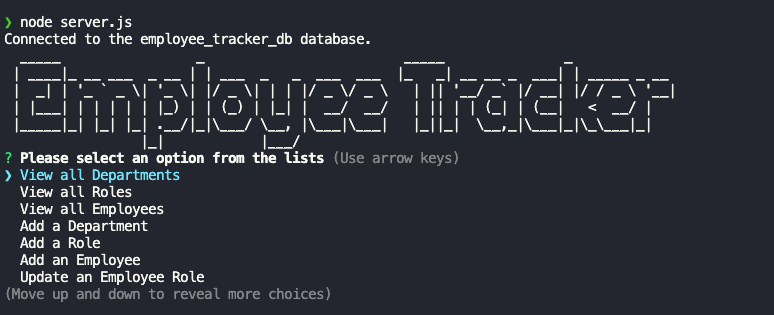 ❯ node server.js
Connected to the employee_tracker_db database.
Employee Tracker
? Please select an option from the lists (Use arrow keys)
❯ View all Departments
View all Roles
View all Employees
Add a Department
Add a Role
Add an Employee
Update an Employee Role
(Move up and down to reveal more choices)